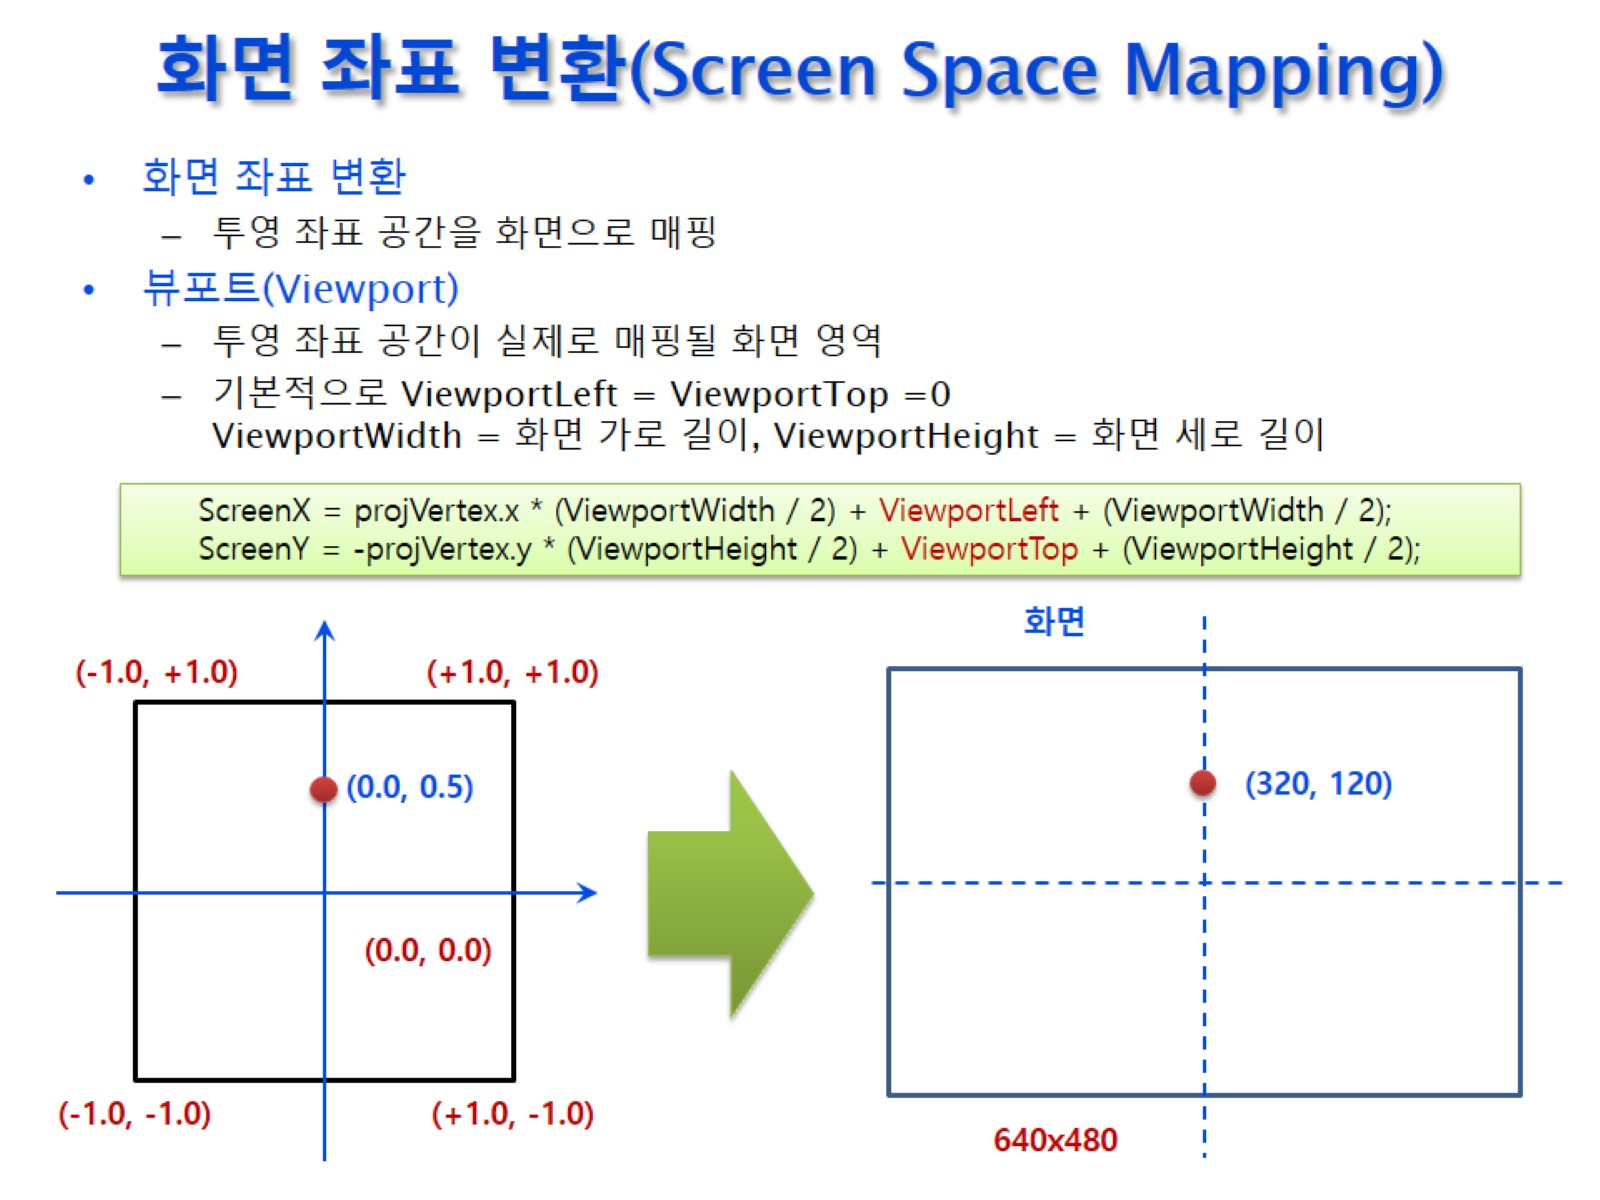 화면 좌표 변환(Screen Space Mapping)
• 화면 좌표 변환
– 투영 좌표 공간을 화면으로 매핑
• 뷰포트(Viewport)
– 투영 좌표 공간이 실제로 매핑될 화면 영역
– 기본적으로 ViewportLeft = ViewportTop =0
ViewportWidth = 화면 가로 길이, ViewportHeight = 화면 세로 길이
ScreenX = projVertex.x * (ViewportWidth / 2) + ViewportLeft + (ViewportWidth / 2);
ScreenY = -projVertex.y * (ViewportHeight / 2) + ViewportTop + (ViewportHeight / 2);
(-1.0, +1.0)
(+1.0, +1.0)
(0.0, 0.5)
(0.0, 0.0)
(-1.0, -1.0)
(+1.0, -1.0)
화면
(320, 120)
640x480